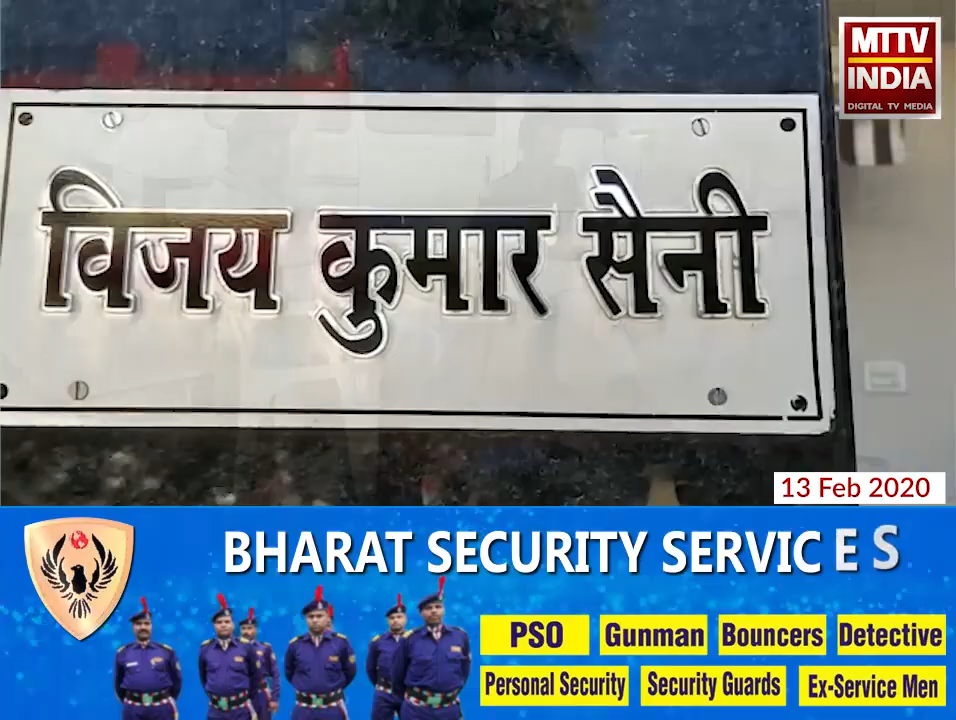 MTTV
INDIA
DIGITAL TV MEDIA
विजय कुमार सैनी
13 Feb 2020
BHARAT SECURITY SERVICES
PSO Gunman Bouncers Detective
Personal Security Security Guards Ex-Service Men